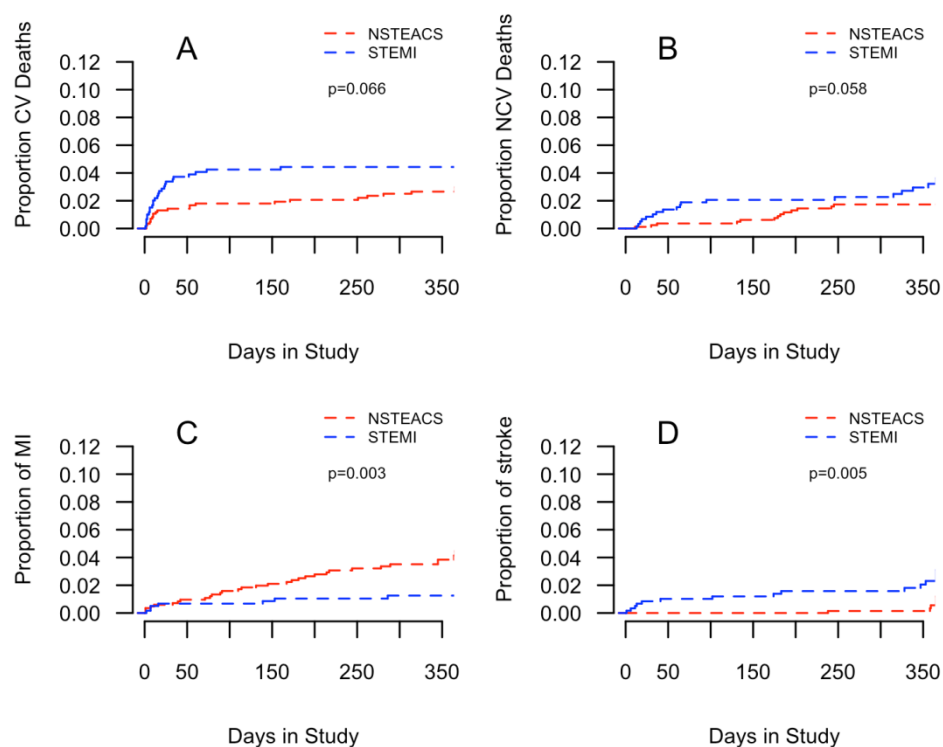 A
NSTEACS
STEMI
p=0.066
Proportion CV Deaths
0.12
0.10
0.08
0.06
0.04
0.02
0.00
0 50 150 250 350
Days in Study
B
NSTEACS
STEMI
p=0.058
Proportion NCV Deaths
0.12
0.10
0.08
0.06
0.04
0.02
0.00
0 50 150 250 350
Days in Study
C
NSTEACS
STEMI
p=0.003
Proportion of MI
0.12
0.10
0.08
0.06
0.04
0.02
0.00
0 50 150 250 350
Days in Study
D
NSTEACS
STEMI
p=0.005
Proportion of stroke
0.12
0.10
0.08
0.06
0.04
0.02
0.00
0 50 150 250 350
Days in Study